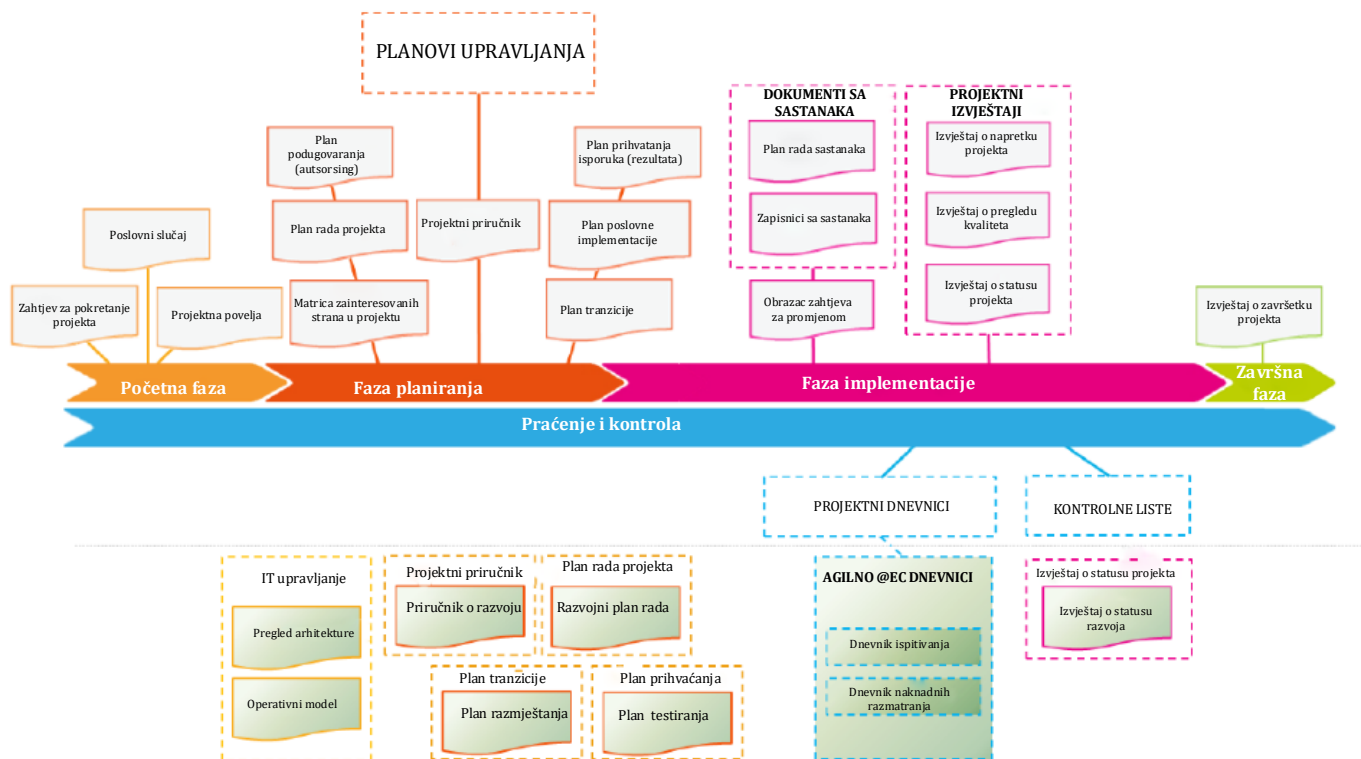 PLANOVI UPRAVLJANJA
DOKUMENTI SA
SASTANAKA
PROJEKTNI
IZVJEŠTAJI
Plan
podugovaranja
(autsorsing)
Plan prihvatanja
isporuka (rezultata)
Plan rada sastanaka
Izvještaj o napretku
projekta
Poslovni slučaj
Plan rada projekta
Projektni priručnik
Plan poslovne
implementacije
Zapisnici sa sastanaka
Izvještaj o pregledu
kvaliteta
Zahtjev za pokretanje
projekta
Projektna povelja
Matrica zainteresovanih
strana u projektu
Plan tranzicije
Obrazac zahtjeva
za promjenom
Izvještaj o statusu
projekta
Izvještaj o završetku
projekta
Početna faza
Faza planiranja
Faza implementacije
Završna
faza
Praćenje i kontrola
PROJEKTNI DNEVNICI
KONTROLNE LISTE
IT upravljanje
Pregled arhitekture
Operativni model
Projektni priručnik
Priručnik o razvoju
Plan rada projekta
Razvojni plan rada
Plan tranzicije
Plan razmještanja
Plan prihvaćanja
Plan testiranja
AGILNO @EC DNEVNICI
Dnevnik ispitivanja
Dnevnik naknadnih
razmatranja
Izvještaj o statusu projekta
Izvještaj o statusu
razvoja